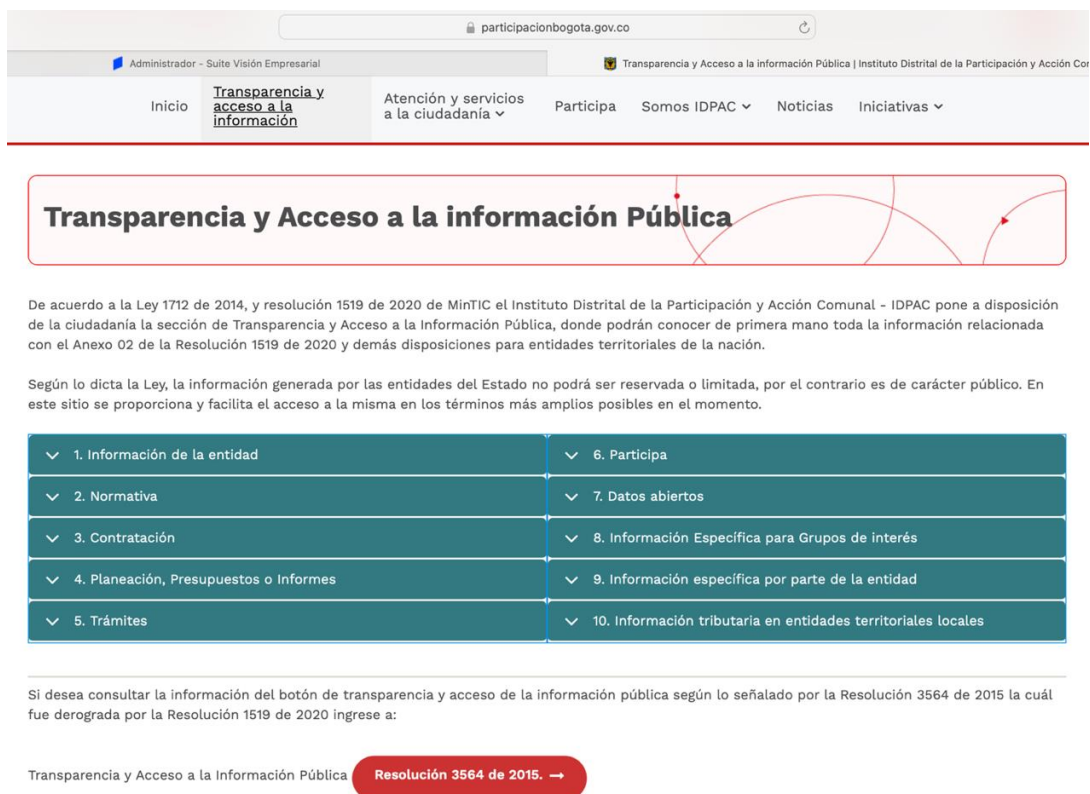 participacionbogota.gov.co
Administrador - Suite Visión Empresarial
Transparencia y Acceso a la información Pública | Instituto Distrital de la Participación y Acción Com
Inicio
Transparencia y
acceso a la
información
Atención y servicios
a la ciudadanía
Participa
Somos IDPAC
Noticias
Iniciativas
Transparencia y Acceso a la información Pública
De acuerdo a la Ley 1712 de 2014, y resolución 1519 de 2020 de MinTIC el Instituto Distrital de la Participación y Acción Comunal - IDPAC pone a disposición
de la ciudadanía la sección de Transparencia y Acceso a la Información Pública, donde podrán conocer de primera mano toda la información relacionada
con el Anexo 02 de la Resolución 1519 de 2020 y demás disposiciones para entidades territoriales de la nación.
Según lo dicta la Ley, la información generada por las entidades del Estado no podrá ser reservada o limitada, por el contrario es de carácter público. En
este sitio se proporciona y facilita el acceso a la misma en los términos más amplios posibles en el momento.
1. Información de la entidad
2. Normativa
3. Contratación
4. Planeación, Presupuestos o Informes
5. Trámites
6. Participa
7. Datos abiertos
8. Información Específica para Grupos de interés
9. Información específica por parte de la entidad
10. Información tributaria en entidades territoriales locales
Si desea consultar la información del botón de transparencia y acceso de la información pública según lo señalado por la Resolución 3564 de 2015 la cuál
fue derograda por la Resolución 1519 de 2020 ingrese a:
Transparencia y Acceso a la Información Pública
Resolución 3564 de 2015. →